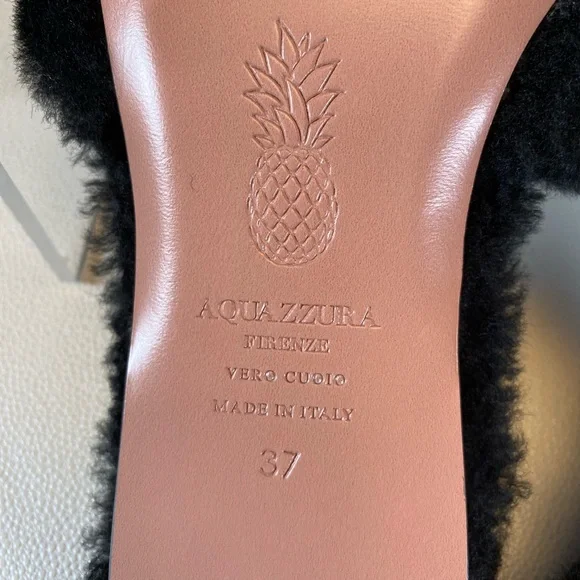 AQUAZZURA
FIRENZE
VERO CUOIO
MADE IN ITALY
37